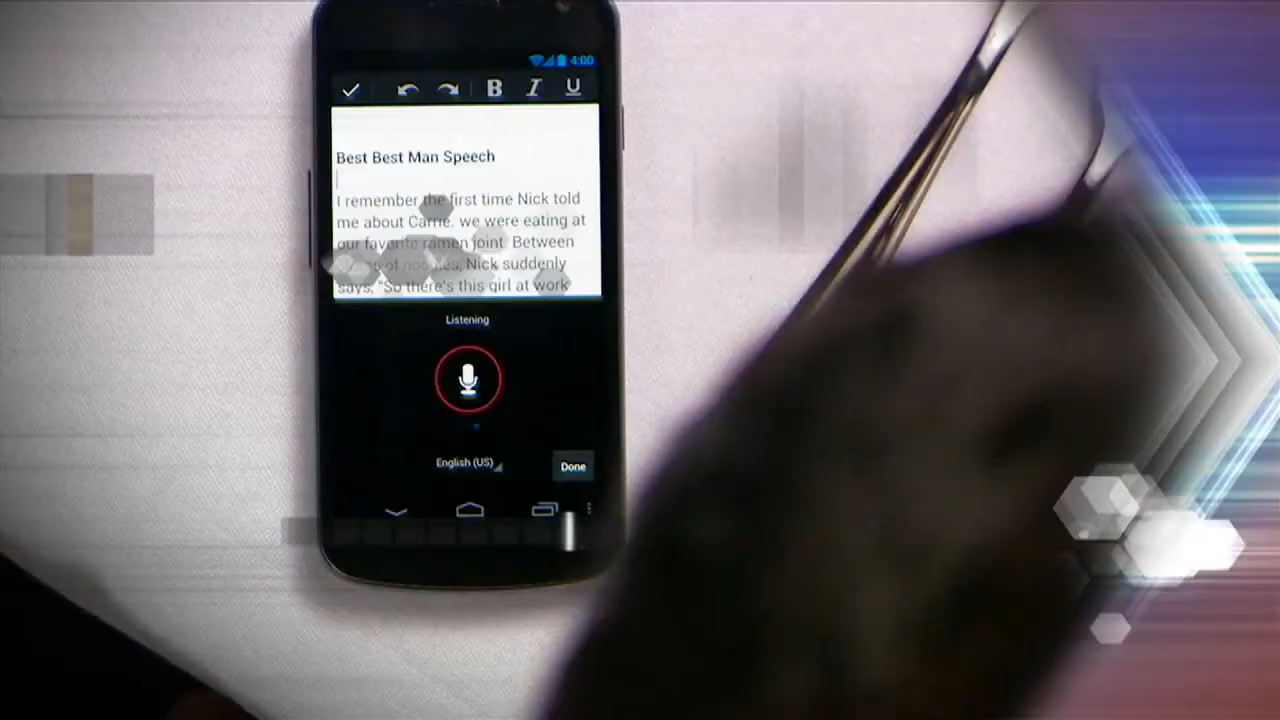 4:00
B I U
Best Best Man Speech
I remember the first time Nick told
me about Carrie. we were eating at
our favorite ramen joint. Between
of noodles, Nick suddenly
says, "So there's this girl at work
Listening
English (US)
Done